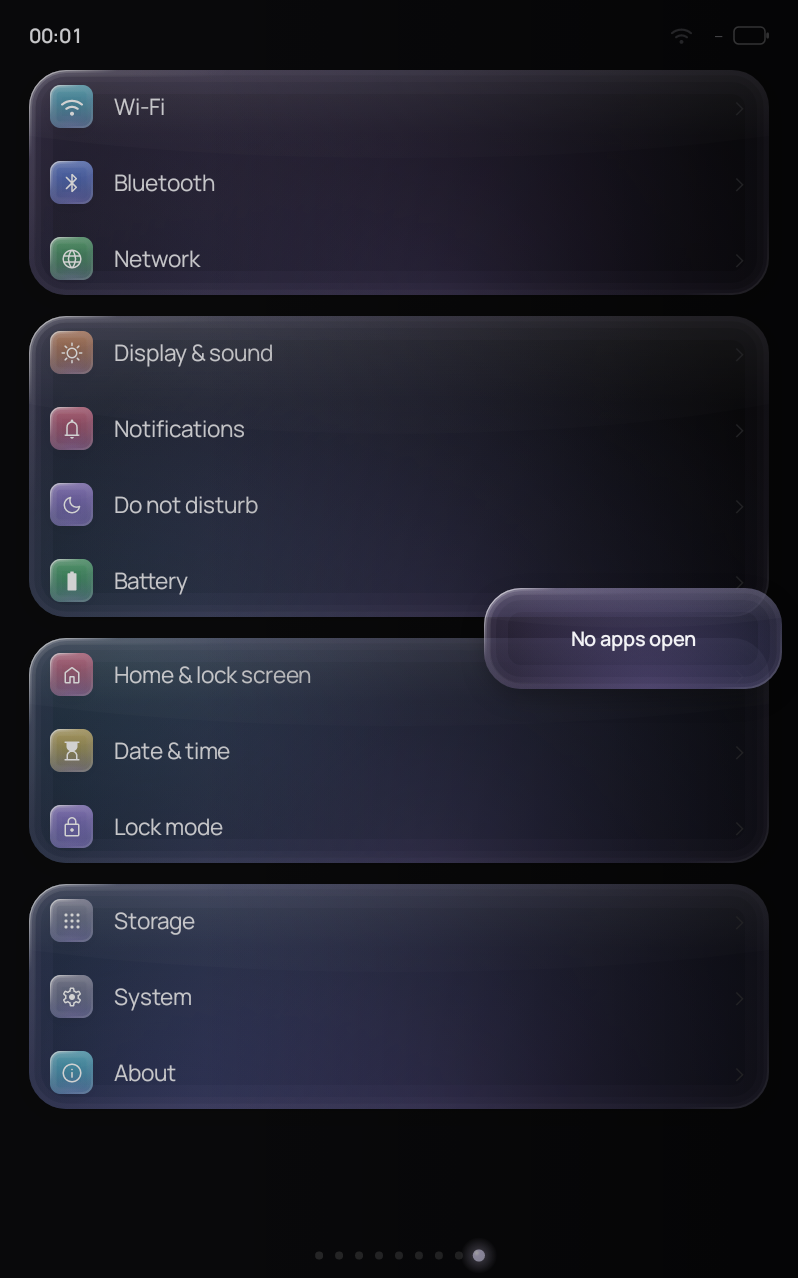 00:01
Wi-Fi
Bluetooth
Network
Display & sound
Notifications
Do not disturb
Battery
No apps open
Home & lock screen
Date & time
Lock mode
Storage
System
About